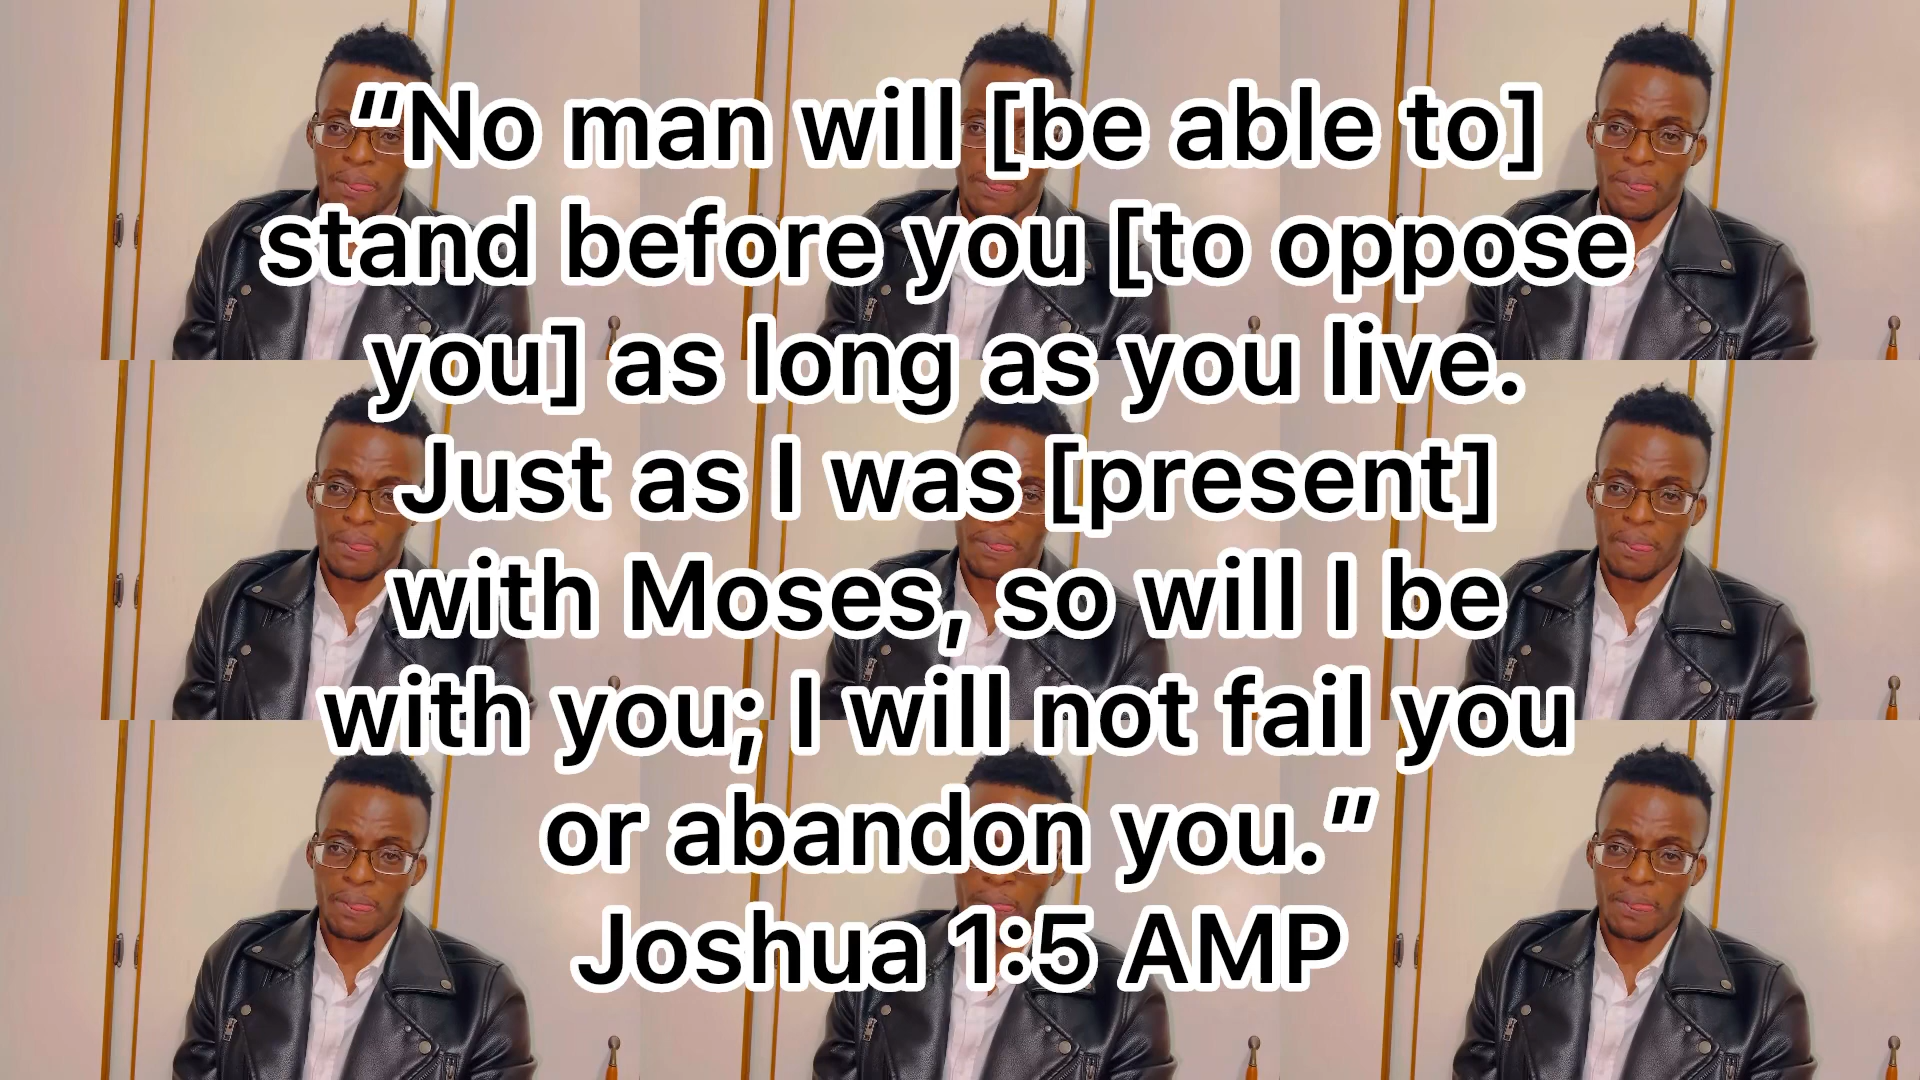 “No man will [be able to]
stand before you [to oppose
you] as long as you live.
Just as I was [present]
with Moses, so will I be
with you; I will not fail you
or abandon you.”
Joshua 1:5 AMP